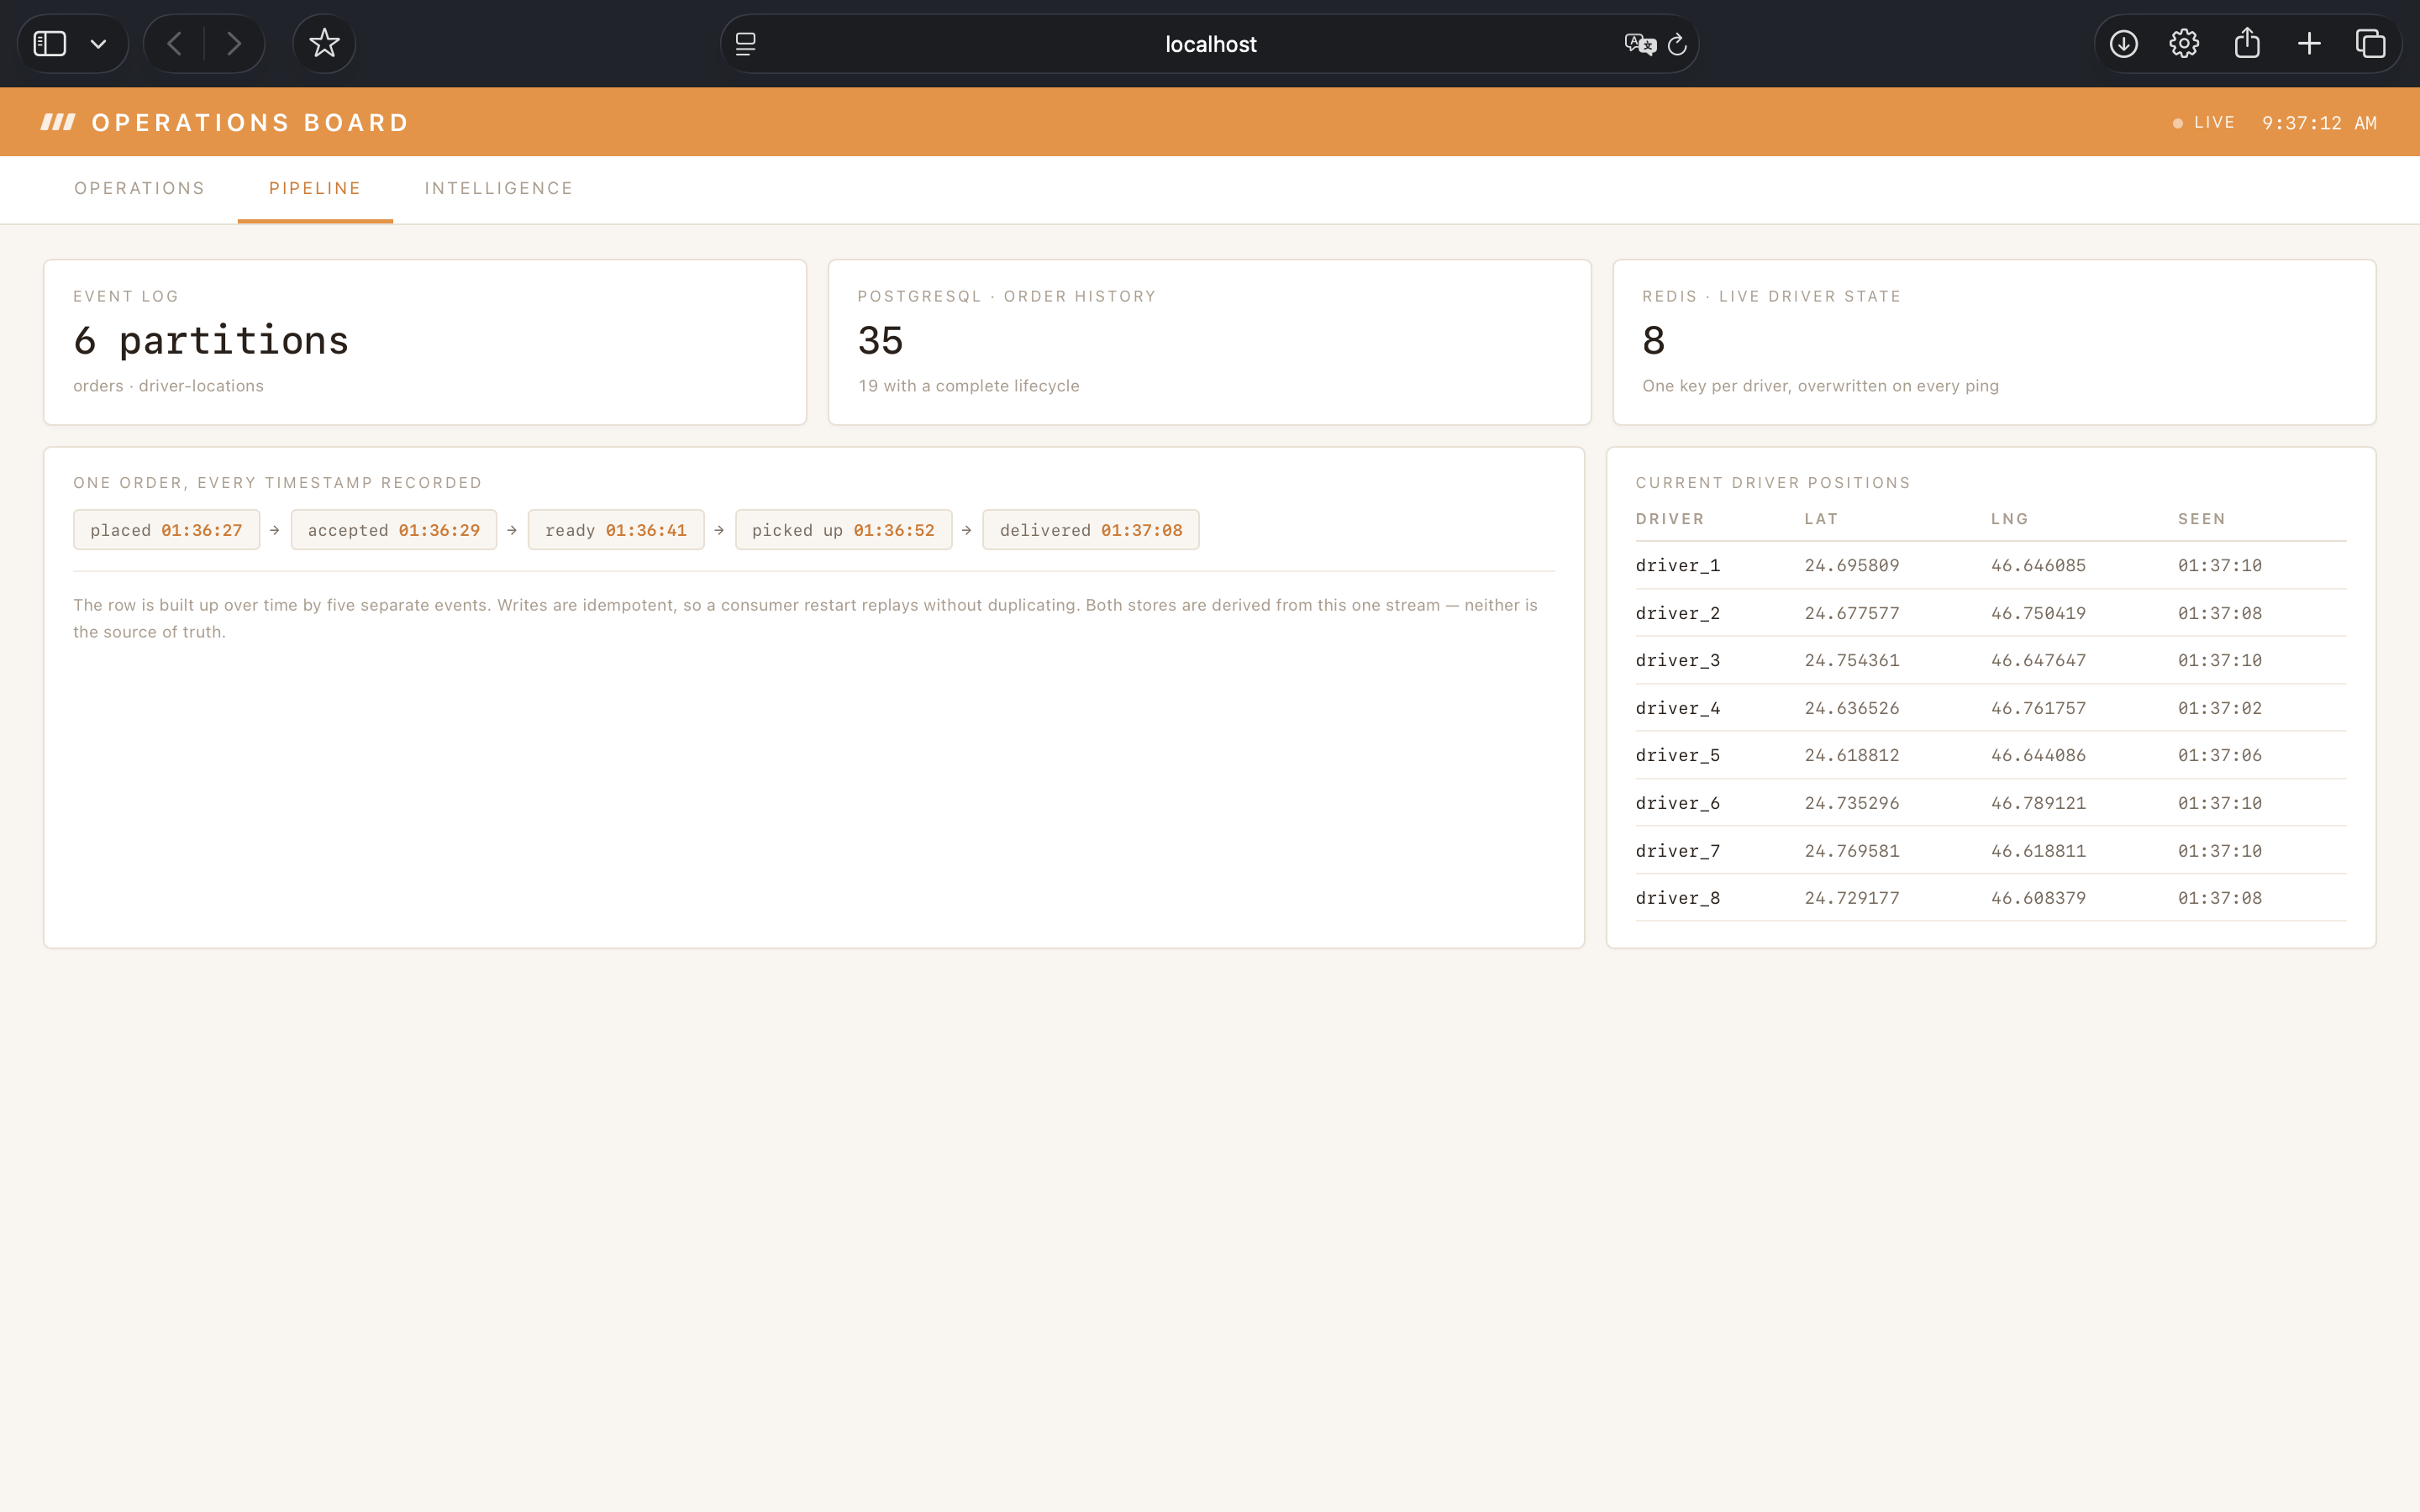 localhost
OPERATIONS BOARD
LIVE 9:37:12 AM
OPERATIONS PIPELINE INTELLIGENCE
EVENT LOG
6 partitions
orders · driver-locations
POSTGRESQL · ORDER HISTORY
35
19 with a complete lifecycle
REDIS · LIVE DRIVER STATE
8
One key per driver, overwritten on every ping
ONE ORDER, EVERY TIMESTAMP RECORDED
placed 01:36:27 → accepted 01:36:29 → ready 01:36:41 → picked up 01:36:52 → delivered 01:37:08
The row is built up over time by five separate events. Writes are idempotent, so a consumer restart replays without duplicating. Both stores are derived from this one stream — neither is
the source of truth.
CURRENT DRIVER POSITIONS
DRIVER LAT LNG SEEN
driver_1 24.695809 46.646085 01:37:10
driver_2 24.677577 46.750419 01:37:08
driver_3 24.754361 46.647647 01:37:10
driver_4 24.636526 46.761757 01:37:02
driver_5 24.618812 46.644086 01:37:06
driver_6 24.735296 46.789121 01:37:10
driver_7 24.769581 46.618811 01:37:10
driver_8 24.729177 46.608379 01:37:08